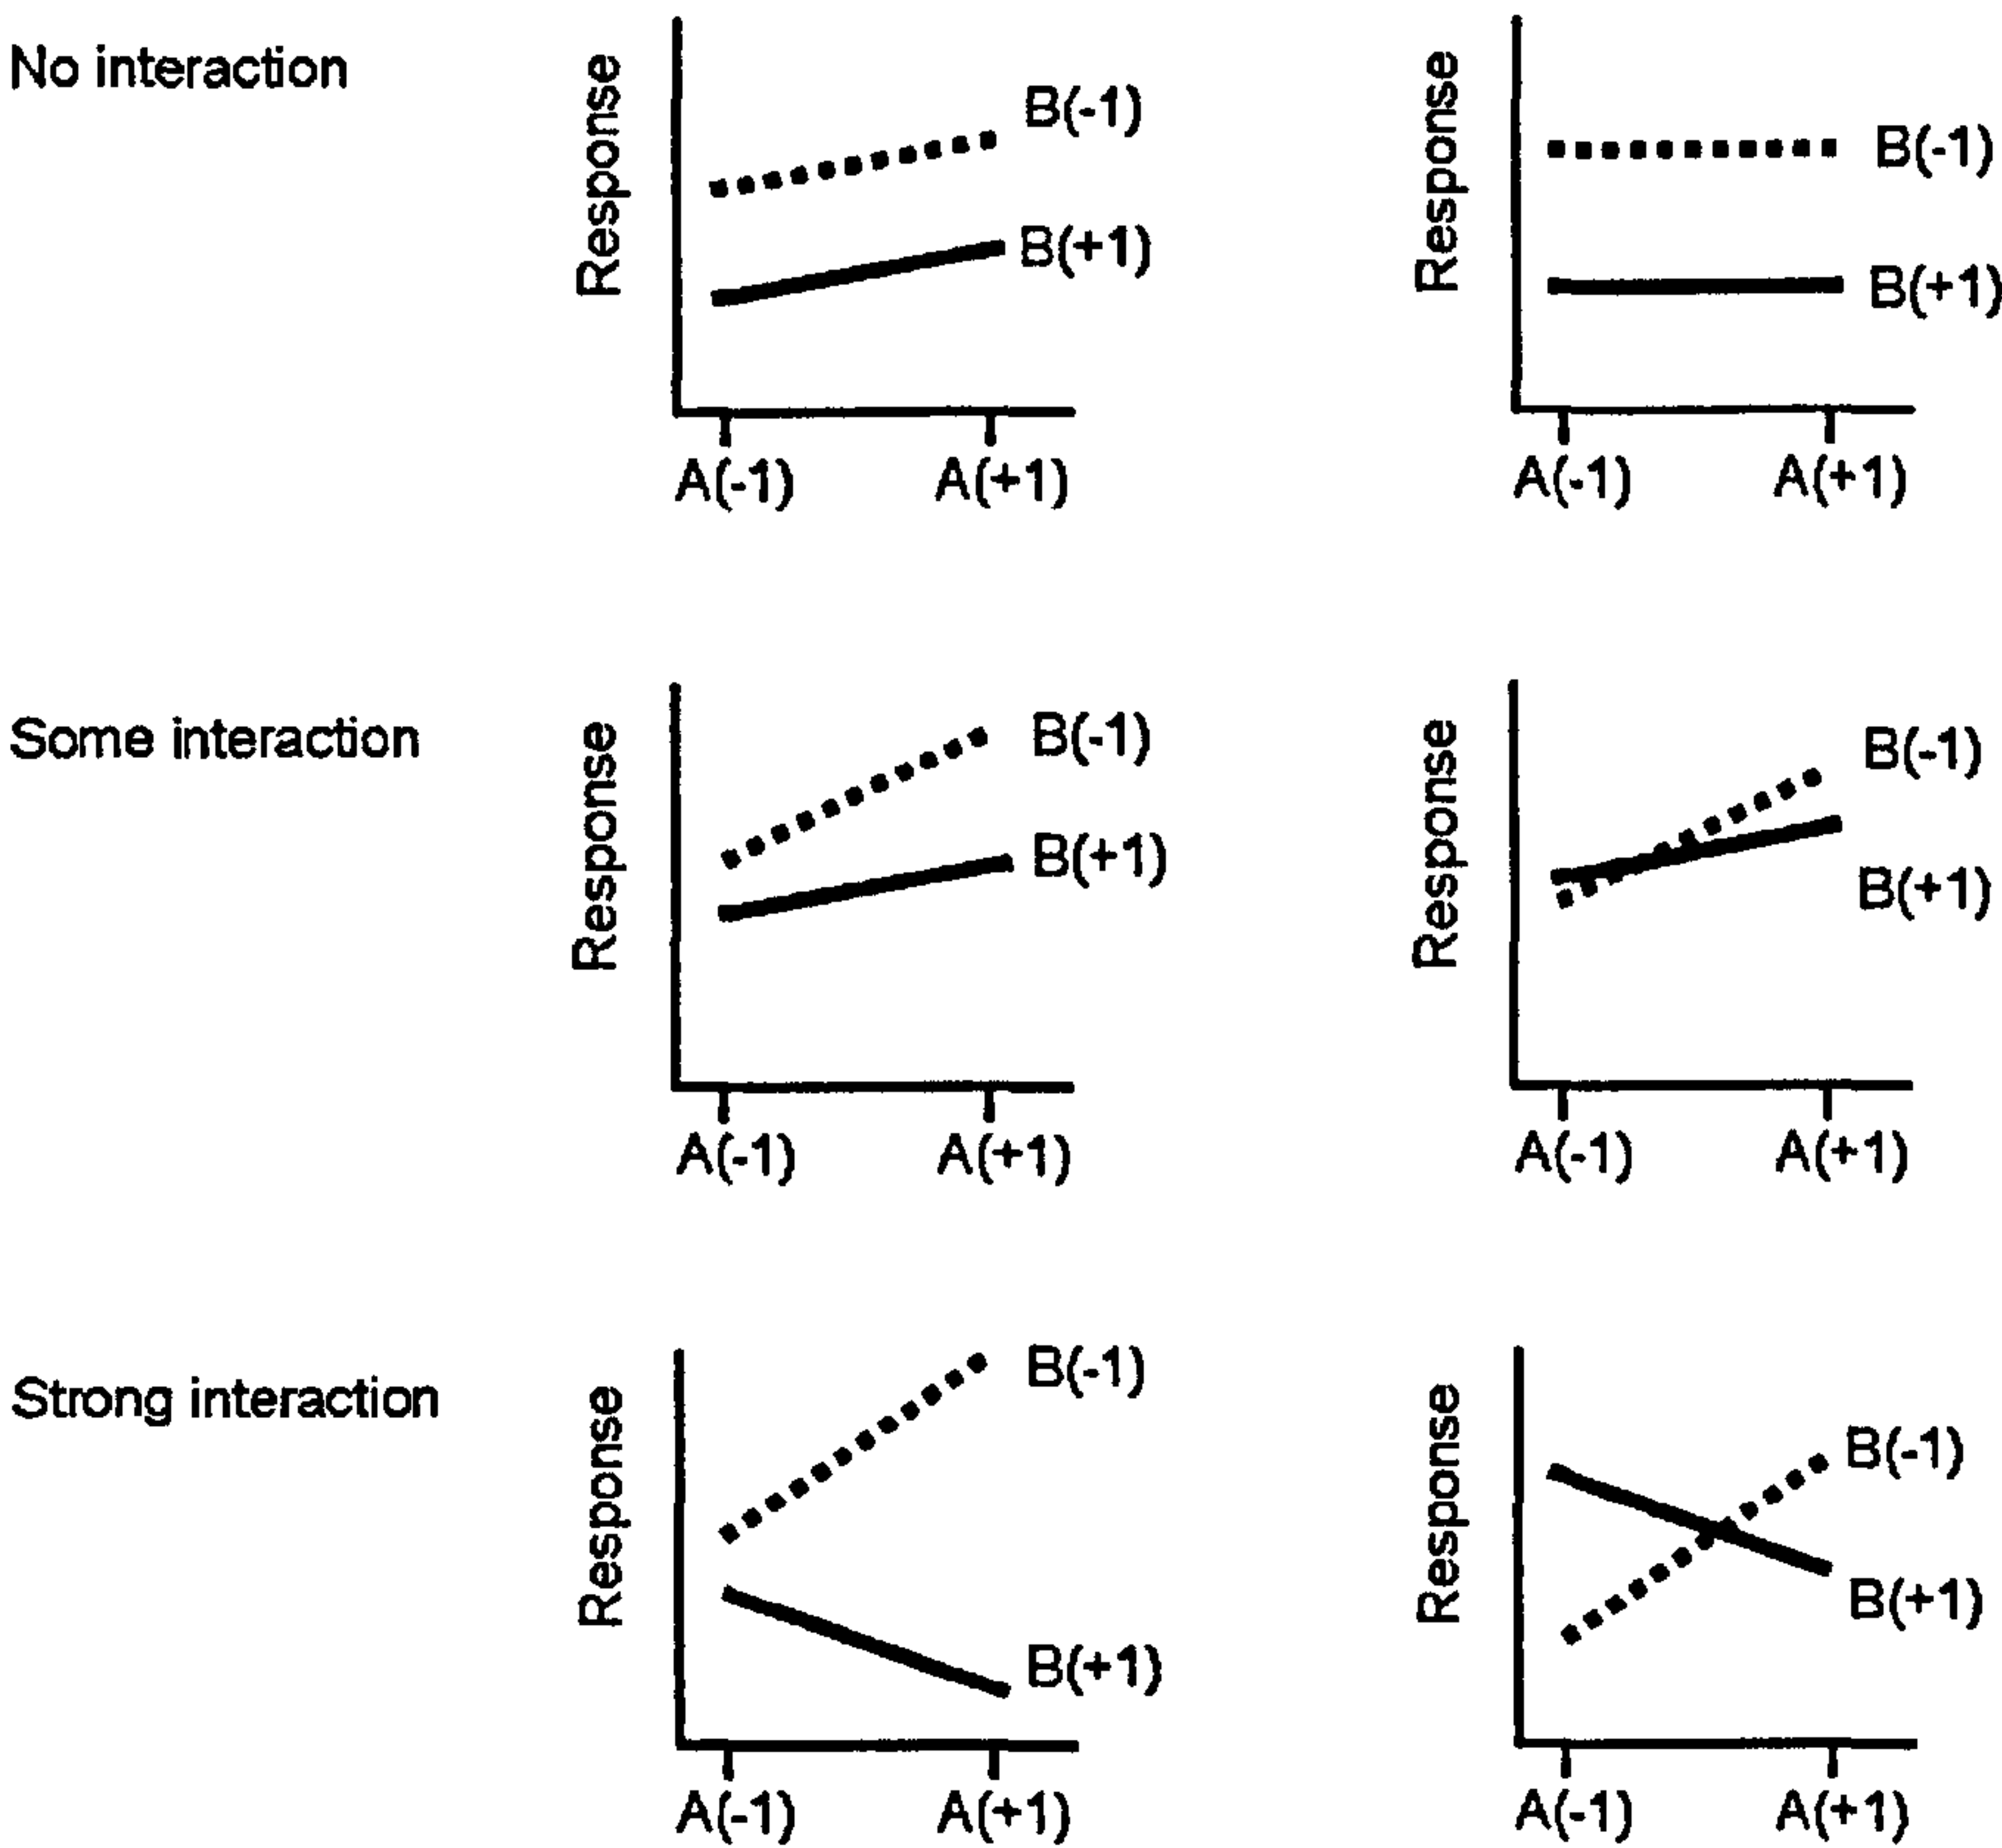 No interaction
Response
B(-1)
B(+1)
A(-1) A(+1)
Response
B(-1)
B(+1)
A(-1) A(+1)
Some interaction
Response
B(-1)
B(+1)
A(-1) A(+1)
Response
B(-1)
B(+1)
A(-1) A(+1)
Strong interaction
Response
B(-1)
B(+1)
A(-1) A(+1)
Response
B(-1)
B(+1)
A(-1) A(+1)